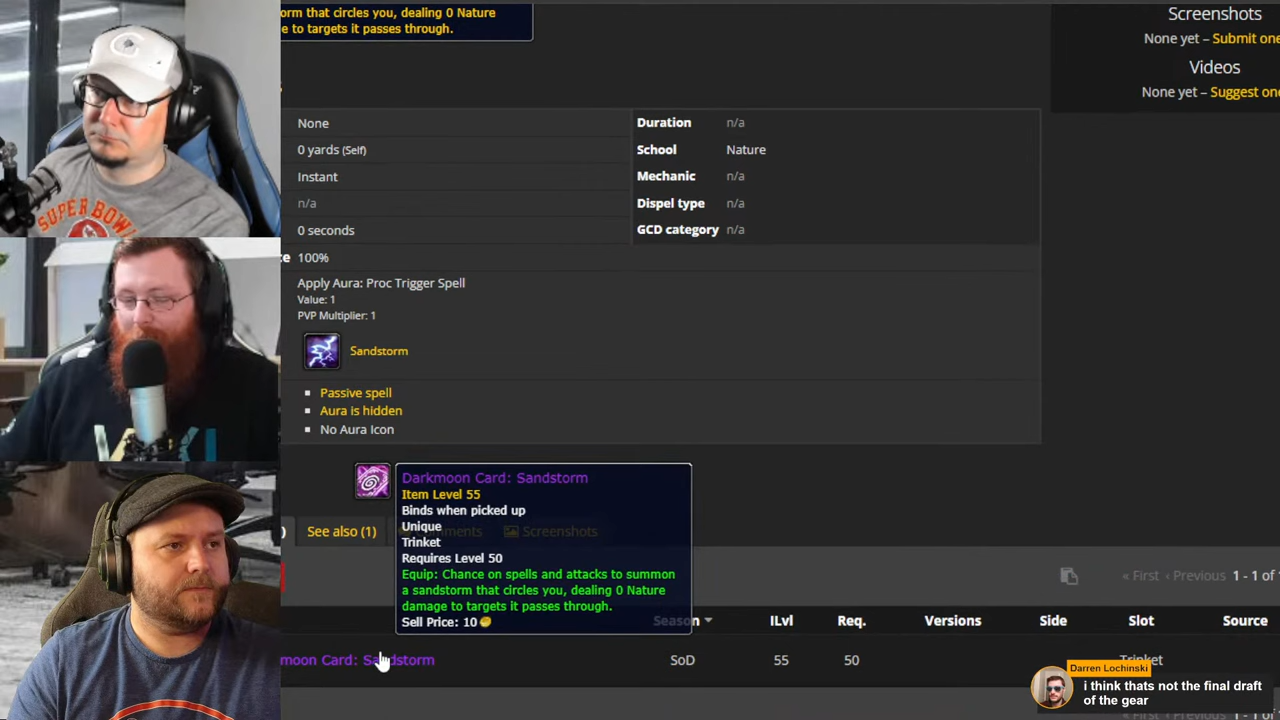 storm that circles you, dealing 0 Nature
e to targets it passes through.
Screenshots
None yet – Submit one
Videos
None yet – Suggest one
None
Duration n/a
0 yards (Self)
School Nature
Instant
Mechanic n/a
n/a
Dispel type n/a
0 seconds
GCD category n/a
100%
Apply Aura: Proc Trigger Spell
Value: 1
PVP Multiplier: 1
Sandstorm
Passive spell
Aura is hidden
No Aura Icon
SUPER BOWL
Darkmoon Card: Sandstorm
Item Level 55
Binds when picked up
Unique
Trinket
Requires Level 50
Equip: Chance on spells and attacks to summon
a sandstorm that circles you, dealing 0 Nature
damage to targets it passes through.
Sell Price: 10
See also (1)
Screenshots
« First ‹ Previous 1 - 1 of
Season ILvl Req. Versions Side Slot Source
moon Card: Sandstorm SoD 55 50 Trinket
Darren Lochinski
i think thats not the final draft
of the gear